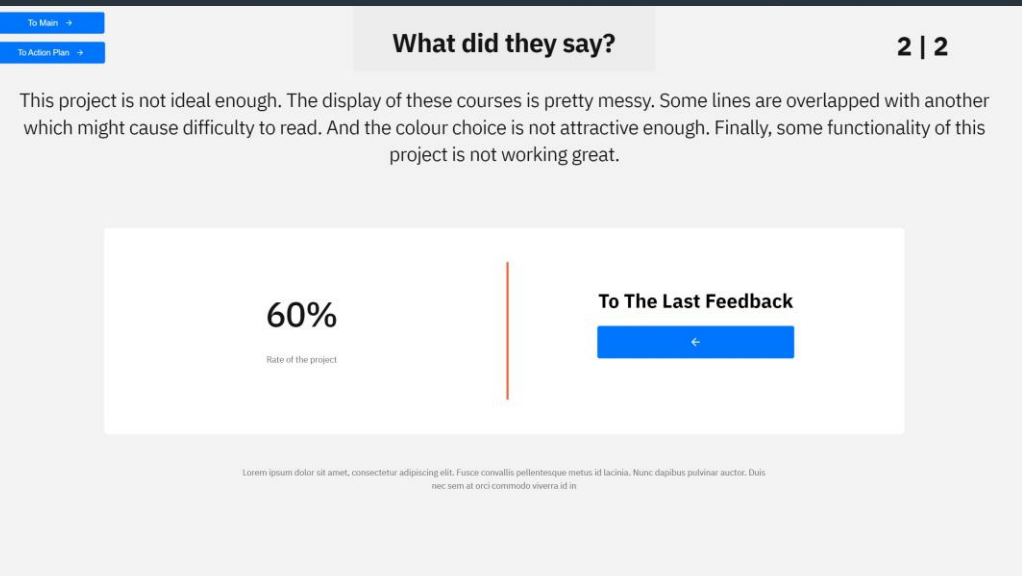 To Main →
To Action Plan →
What did they say?
2 | 2
This project is not ideal enough. The display of these courses is pretty messy. Some lines are overlapped with another
which might cause difficulty to read. And the colour choice is not attractive enough. Finally, some functionality of this
project is not working great.
60%
Rate of the project
To The Last Feedback
←
Lorem ipsum dolor sit amet, consectetur adipiscing elit. Fusce convallis pellentesque metus id lacinia. Nunc dapibus pulvinar auctor. Duis
nec sem at orci commodo viverra id in